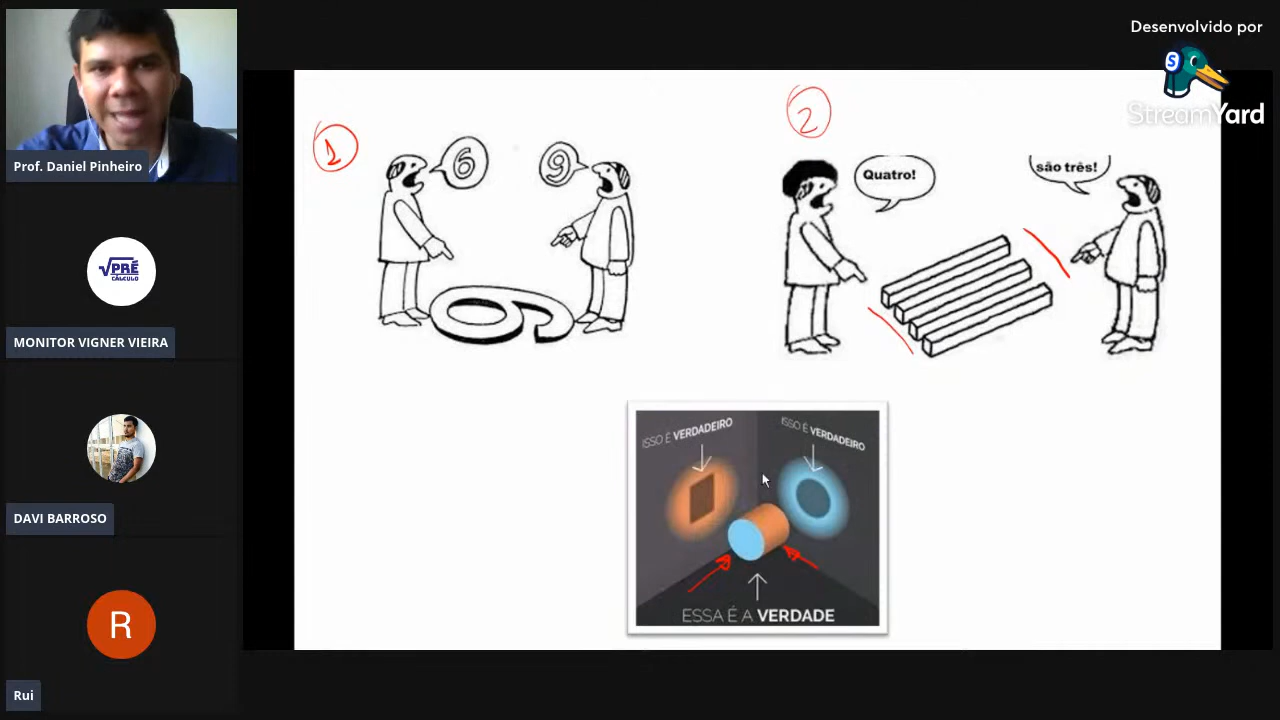 Desenvolvido por
S
StreamYard
Prof. Daniel Pinheiro
√PRÉ
CÁLCULO
MONITOR VIGNER VIEIRA
DAVI BARROSO
R
Rui
1
6
9
6
2
Quatro!
são três!
ISSO É VERDADEIRO
ISSO É VERDADEIRO
ESSA É A VERDADE